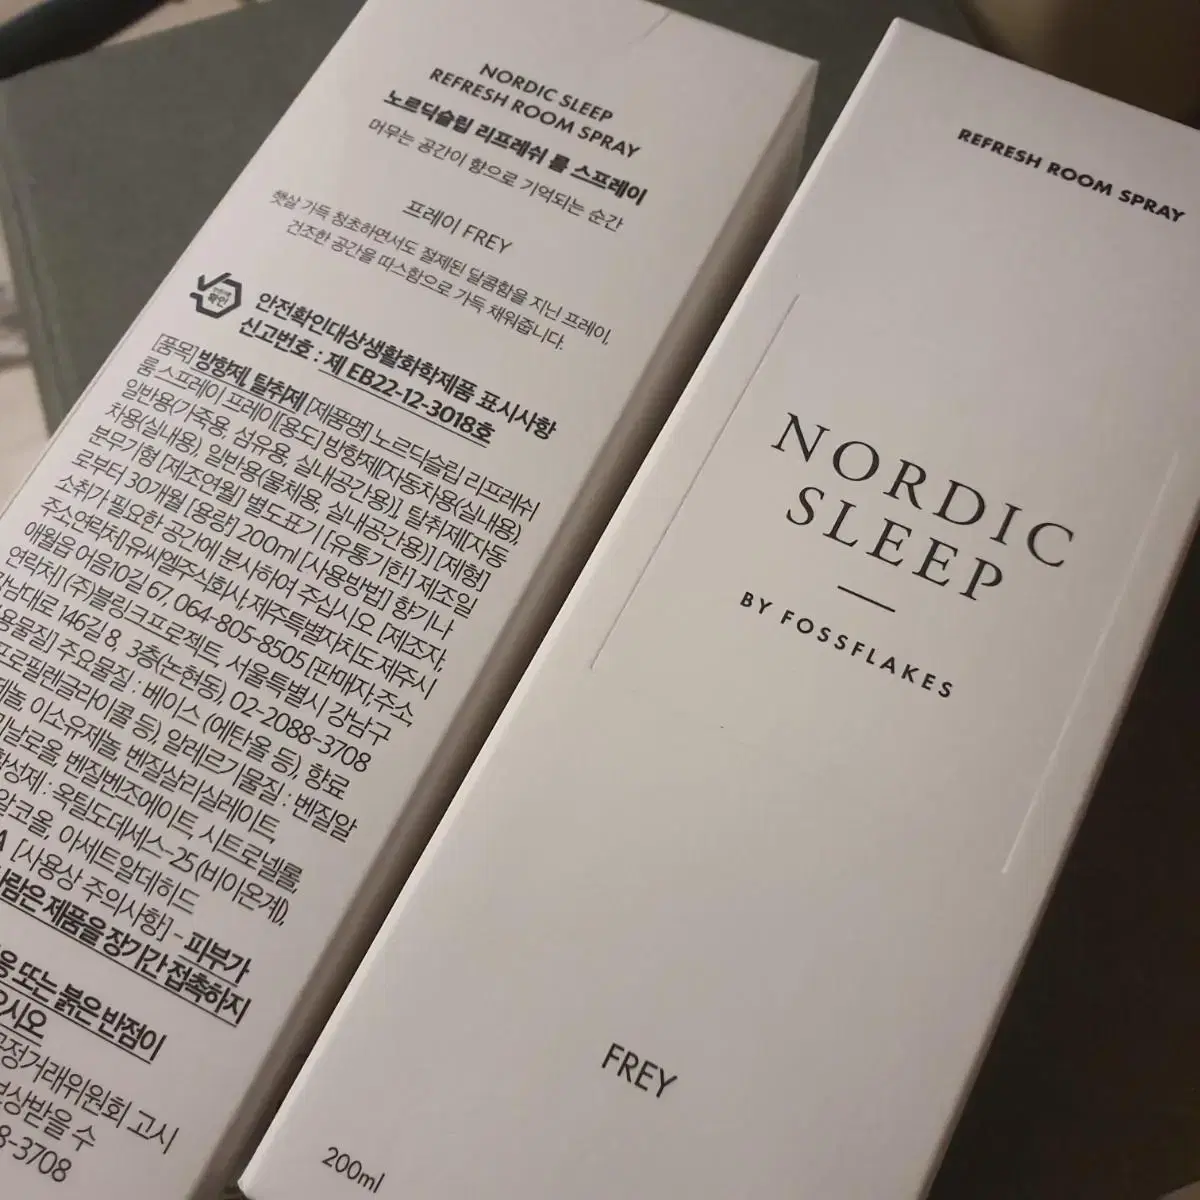 NORDIC SLEEP
REFRESH ROOM SPRAY
노르딕슬립 리프레쉬 룸 스프레이
머무는 공간이 향으로 기억되는 순간
프레이 FREY
햇살 가득 청초하면서도 절제된 달콤함을 지닌 프레이,
건조한 공간을 따스함으로 가득 채워줍니다.
확인
안전확인대상생활화학제품 표시사항
신고번호 : 제 EB22-12-3018호
[품목] 방향제, 탈취제 [제품명] 노르딕슬립 리프레쉬
룸 스프레이 프레이 [용도] 방향제[자동차용(실내용),
일반용(가죽용, 섬유용, 실내공간용)], 탈취제[자동
차용(실내용), 일반용(물체용, 실내공간용)] [제형]
분무기형 [제조연월] 별도표기 [유통기한] 제조일
로부터 30개월 [용량] 200ml [사용방법] 향기나
소취가 필요한 공간에 분사하여 주십시오. [제조자,
주소연락처] 유씨엘주식회사 제주특별자치도 제주시
애월읍 어음10길 67, 064-805-8505 [판매자, 주소,
연락처] (주)블링크프로젝트, 서울특별시 강남구
강남대로 146길 8, 3층(논현동), 02-2088-3708
주요물질 : 베이스 (에탄올 등), 향료
프로필렌글라이콜 등), 알레르기물질 : 벤질알
이소유제놀, 벤질살리실레이트,
벤질벤조에이트, 시트로넬롤,
옥틸도데세스-25 (비이온계),
알코올, 아세트알데하이드
[사용상 주의사항] - 피부가
사람은 제품을 장기간 접촉하지
또는 붉은 반점이
오시오
공정거래위원회 고시
보상받을 수
8-3708
REFRESH ROOM SPRAY
NORDIC
SLEEP
BY FOSSFLAKES
FREY
200ml